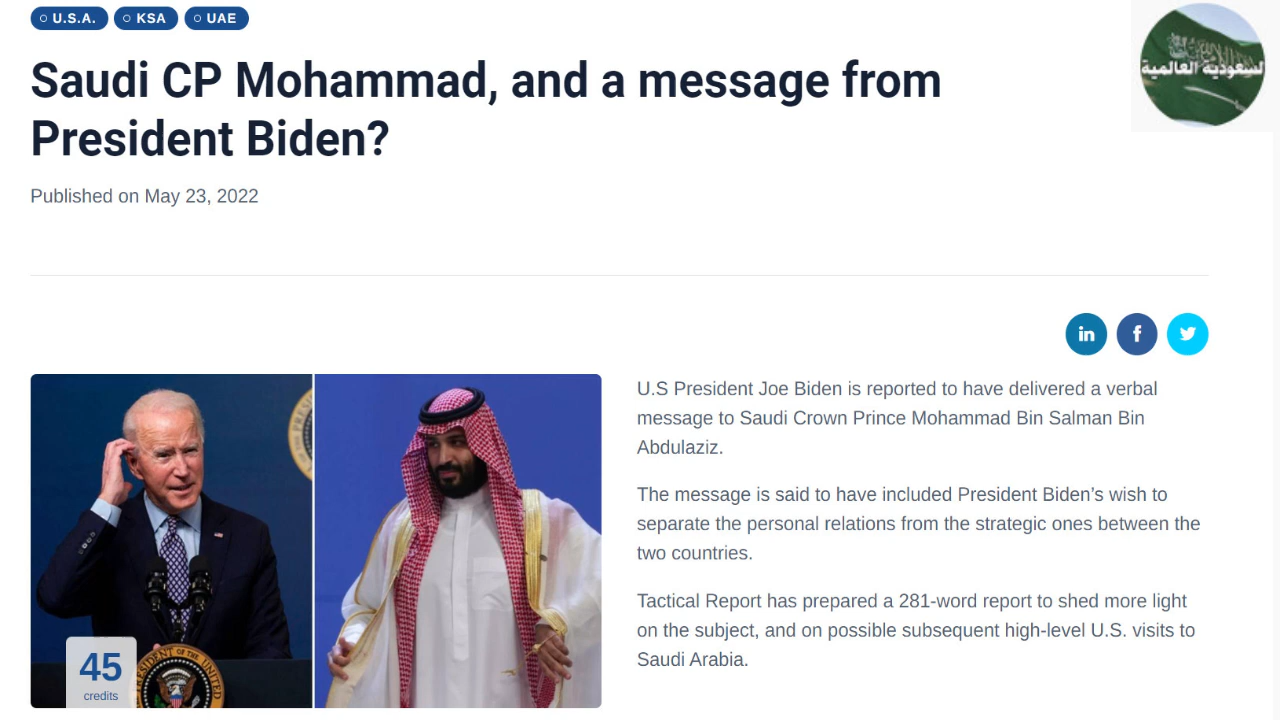 U.S.A. KSA UAE
Saudi CP Mohammad, and a message from
President Biden?
Published on May 23, 2022
السعودية العالمية
U.S President Joe Biden is reported to have delivered a verbal
message to Saudi Crown Prince Mohammad Bin Salman Bin
Abdulaziz.
The message is said to have included President Biden’s wish to
separate the personal relations from the strategic ones between the
two countries.
Tactical Report has prepared a 281-word report to shed more light
on the subject, and on possible subsequent high-level U.S. visits to
Saudi Arabia.
45
credits